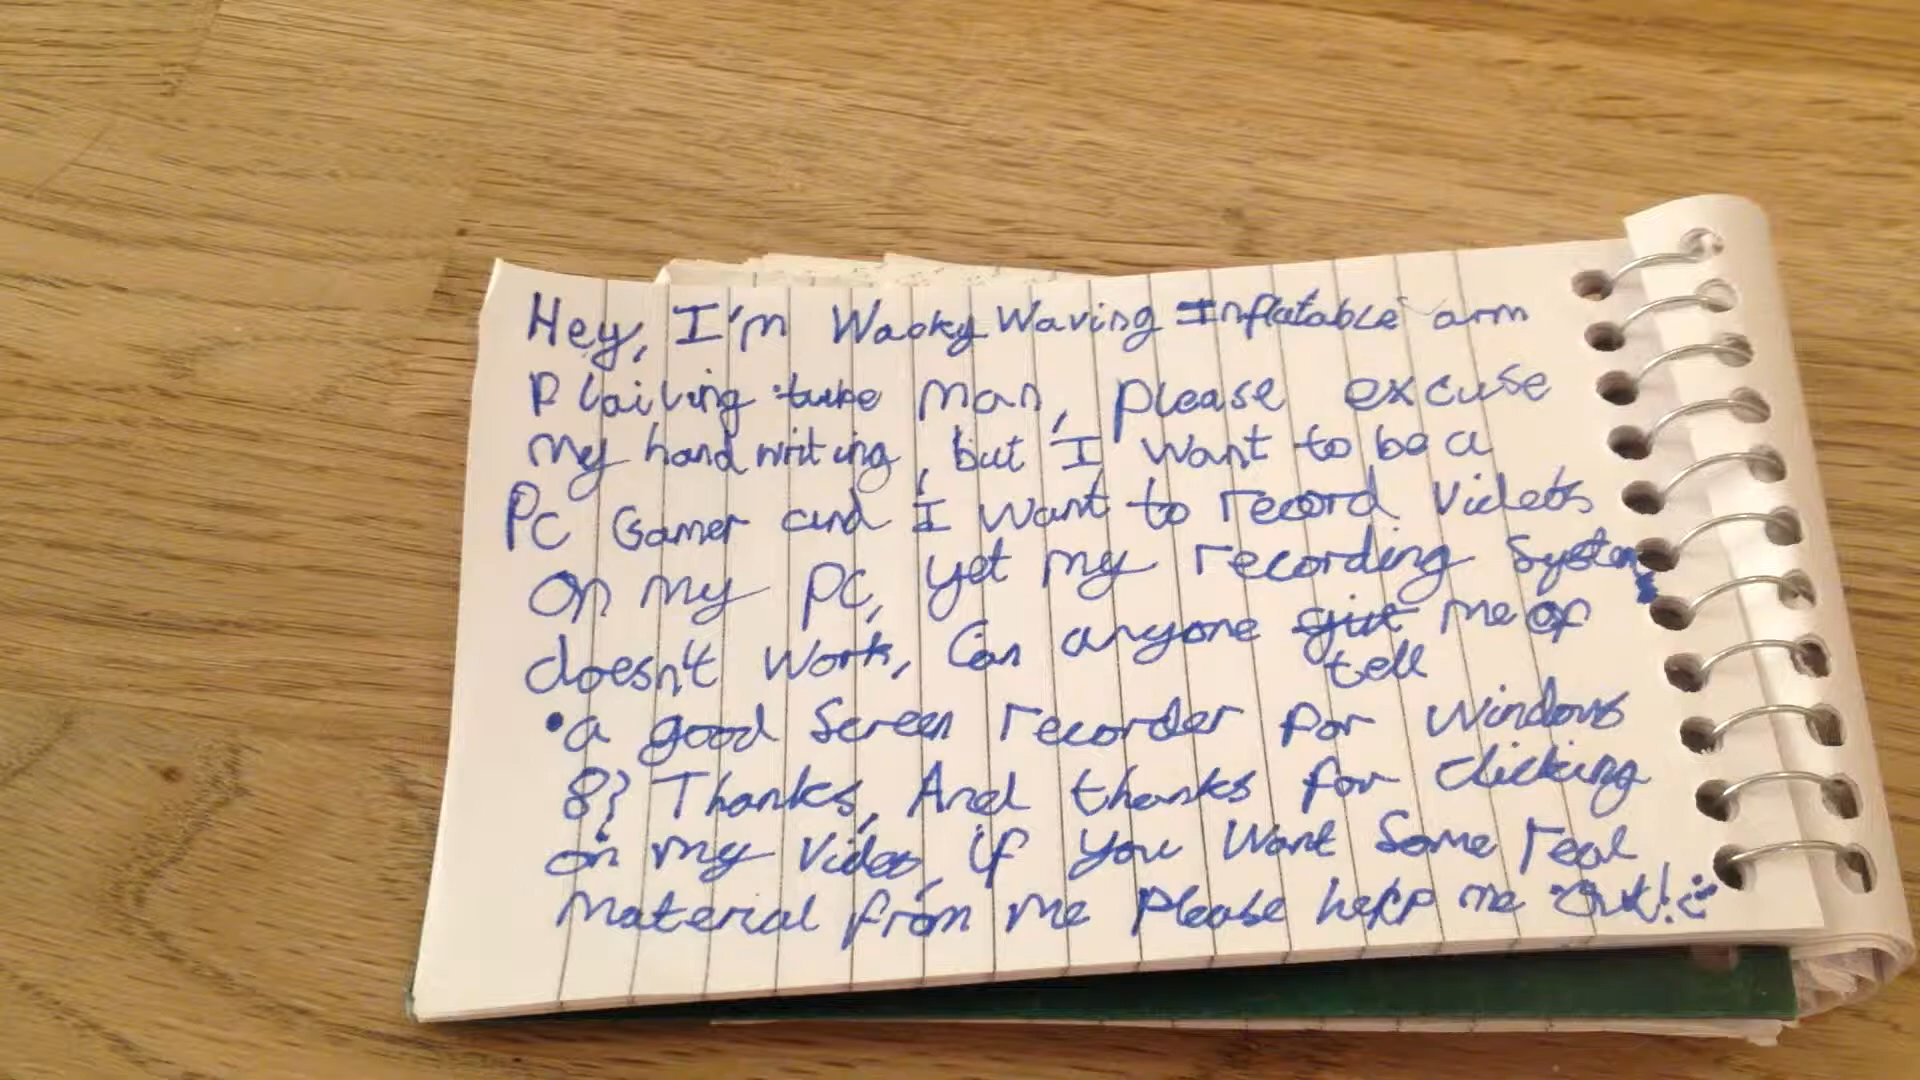 Hey, I'm Wacky Waving Inflatable arm
Flailing tube man, please excuse
my handwriting, but I want to be a
PC Gamer and I want to record Videos
on my PC, yet my recording System
doesn't work, Can anyone give me of
tell
•a good Screen recorder for Windows
8? Thanks, And thanks for clicking
on my Video, if you want Some real
Material from me please help me out! :)